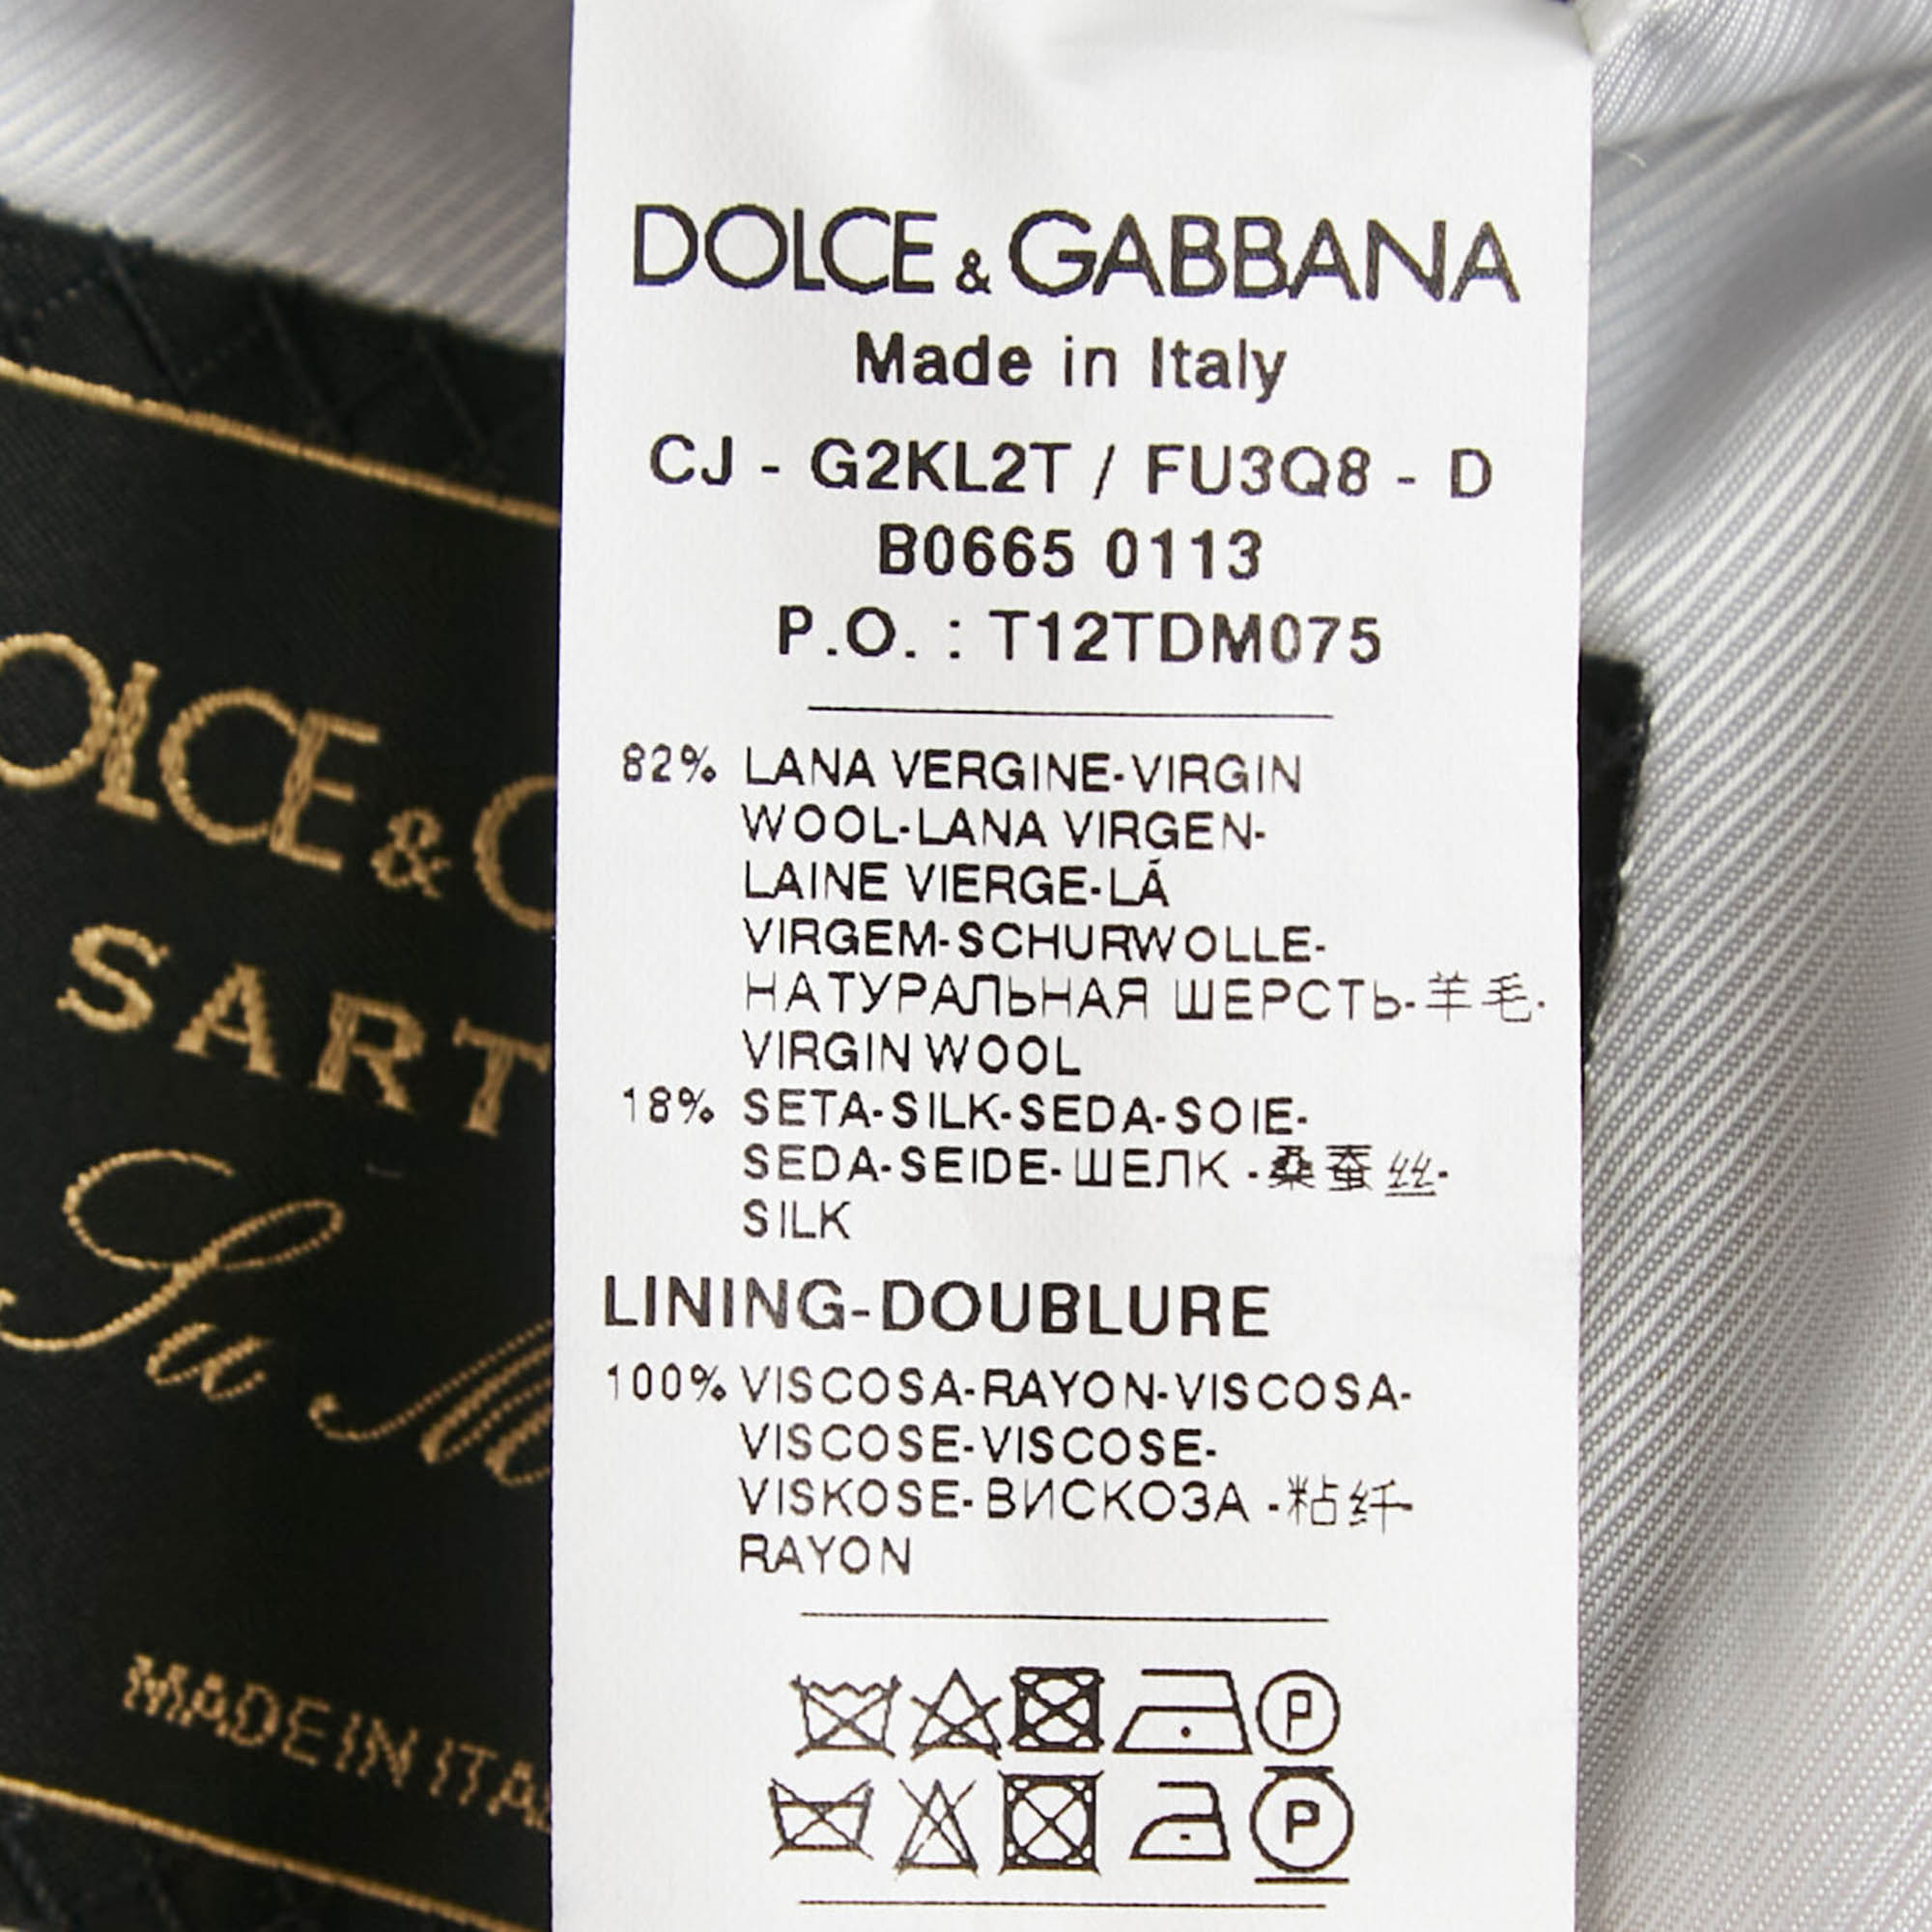 DOLCE & GABBANA
Made in Italy
CJ - G2KL2T / FU3Q8 - D
B0665 0113
P.O. : T12TDM075
82% LANA VERGINE-VIRGIN
WOOL-LANA VIRGEN-
LAINE VIERGE-LÃ
VIRGEM-SCHURWOLLE-
НАТУРАЛЬНАЯ ШЕРСТЬ-羊毛-
VIRGIN WOOL
18% SETA-SILK-SEDA-SOIE-
SEDA-SEIDE-ШЕЛК -桑蚕丝-
SILK
LINING-DOUBLURE
100% VISCOSA-RAYON-VISCOSA-
VISCOSE-VISCOSE-
VISKOSE-ВИСКОЗА -粘纤-
RAYON
P
P
OLCE & G
SART
Su M
MADE IN ITA